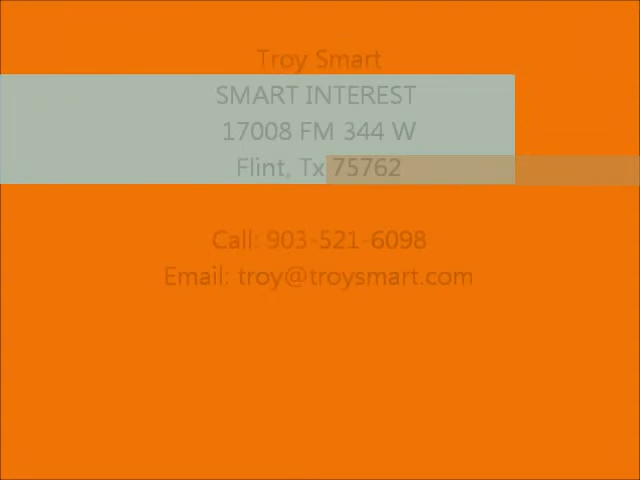 Troy Smart
SMART INTEREST
17008 FM 344 W
Flint, Tx 75762
Call: 903-521-6098
Email: troy@troysmart.com